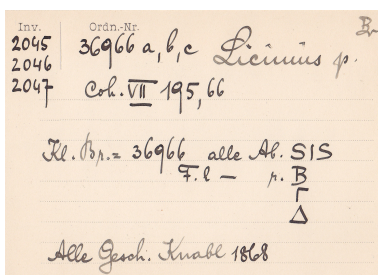 Inv. Ordn.-Nr. Br
2045 36966 a, b, c Licinius p.
2046
2047 Coh. VII 195, 66
Kl. Br. = 36966 alle Ab. SIS
F. l — r. B
Γ
Δ
Alle Gesch. Knabl 1868